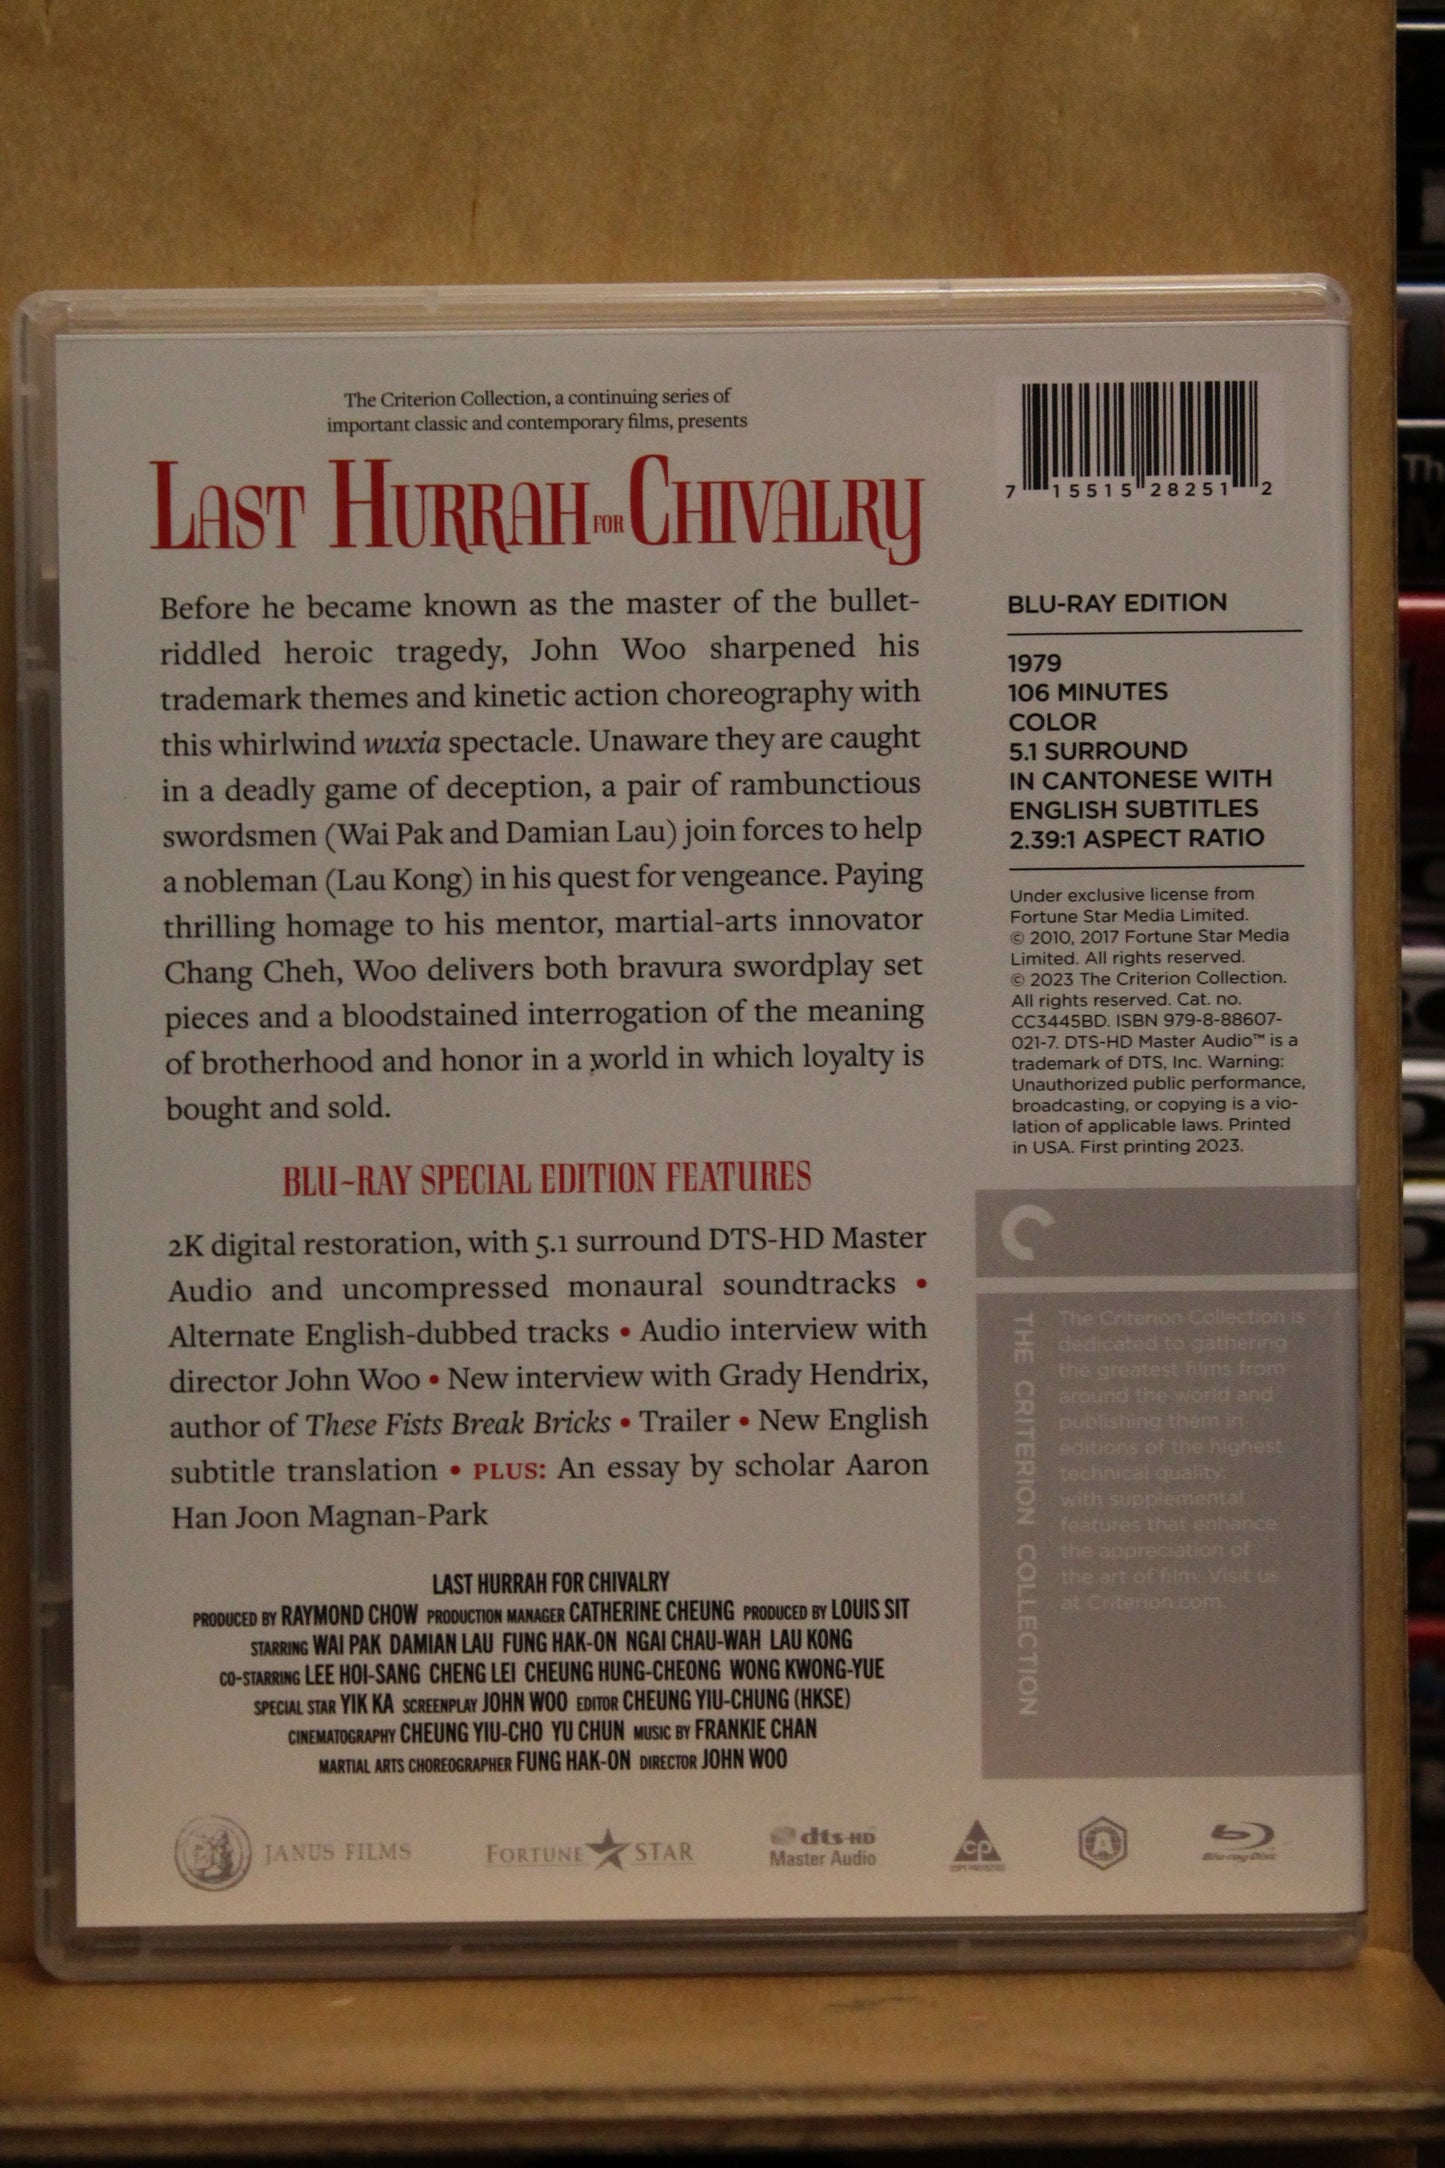 The Criterion Collection, a continuing series of
important classic and contemporary films, presents
LAST HURRAH FOR CHIVALRY
Before he became known as the master of the bullet-
riddled heroic tragedy, John Woo sharpened his
trademark themes and kinetic action choreography with
this whirlwind wuxia spectacle. Unaware they are caught
in a deadly game of deception, a pair of rambunctious
swordsmen (Wai Pak and Damian Lau) join forces to help
a nobleman (Lau Kong) in his quest for vengeance. Paying
thrilling homage to his mentor, martial-arts innovator
Chang Cheh, Woo delivers both bravura swordplay set
pieces and a bloodstained interrogation of the meaning
of brotherhood and honor in a world in which loyalty is
bought and sold.
BLU-RAY SPECIAL EDITION FEATURES
2K digital restoration, with 5.1 surround DTS-HD Master
Audio and uncompressed monaural soundtracks •
Alternate English-dubbed tracks • Audio interview with
director John Woo • New interview with Grady Hendrix,
author of These Fists Break Bricks • Trailer • New English
subtitle translation • PLUS: An essay by scholar Aaron
Han Joon Magnan-Park
LAST HURRAH FOR CHIVALRY
PRODUCED BY RAYMOND CHOW PRODUCTION MANAGER CATHERINE CHEUNG PRODUCED BY LOUIS SIT
STARRING WAI PAK DAMIAN LAU FUNG HAK-ON NGAI CHAU-WAH LAU KONG
CO-STARRING LEE HOI-SANG CHENG LEI CHEUNG HUNG-CHEONG WONG KWONG-YUE
SPECIAL STAR YIK KA SCREENPLAY JOHN WOO EDITOR CHEUNG YIU-CHUNG (HKSE)
CINEMATOGRAPHY CHEUNG YIU-CHO YU CHUN MUSIC BY FRANKIE CHAN
MARTIAL ARTS CHOREOGRAPHER FUNG HAK-ON DIRECTOR JOHN WOO
JANUS FILMS
FORTUNE STAR
dts-HD
Master Audio
cp
COPY PROTECTED
A
Blu-ray Disc
7 15515 28251 2
BLU-RAY EDITION
1979
106 MINUTES
COLOR
5.1 SURROUND
IN CANTONESE WITH
ENGLISH SUBTITLES
2.39:1 ASPECT RATIO
Under exclusive license from
Fortune Star Media Limited.
© 2010, 2017 Fortune Star Media
Limited. All rights reserved.
© 2023 The Criterion Collection.
All rights reserved. Cat. no.
CC3445BD. ISBN 979-8-88607-
021-7. DTS-HD Master Audio™ is a
trademark of DTS, Inc. Warning:
Unauthorized public performance,
broadcasting, or copying is a vio-
lation of applicable laws. Printed
in USA. First printing 2023.
THE CRITERION COLLECTION
The Criterion Collection is
dedicated to gathering
the greatest films from
around the world and
publishing them in
editions of the highest
technical quality,
with supplemental
features that enhance
the appreciation of
the art of film. Visit us
at Criterion.com.
Th